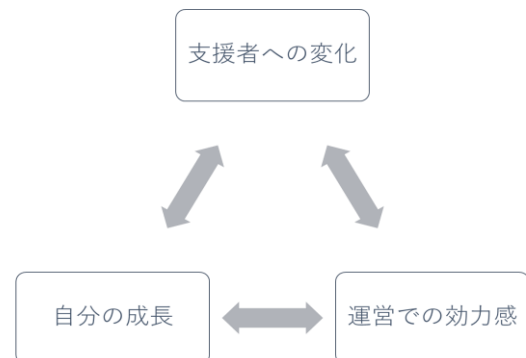 支援者への変化
自分の成長
運営での効力感